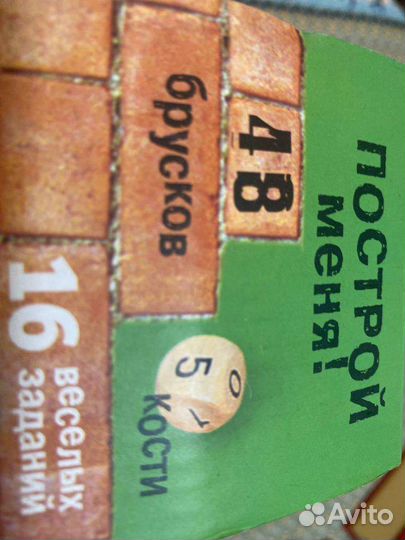 ПОСТРОЙ
МЕНЯ!
48
брусков
5
КОСТИ
16
ВЕСЕЛЫХ
ЗАДАНИЙ
Avito